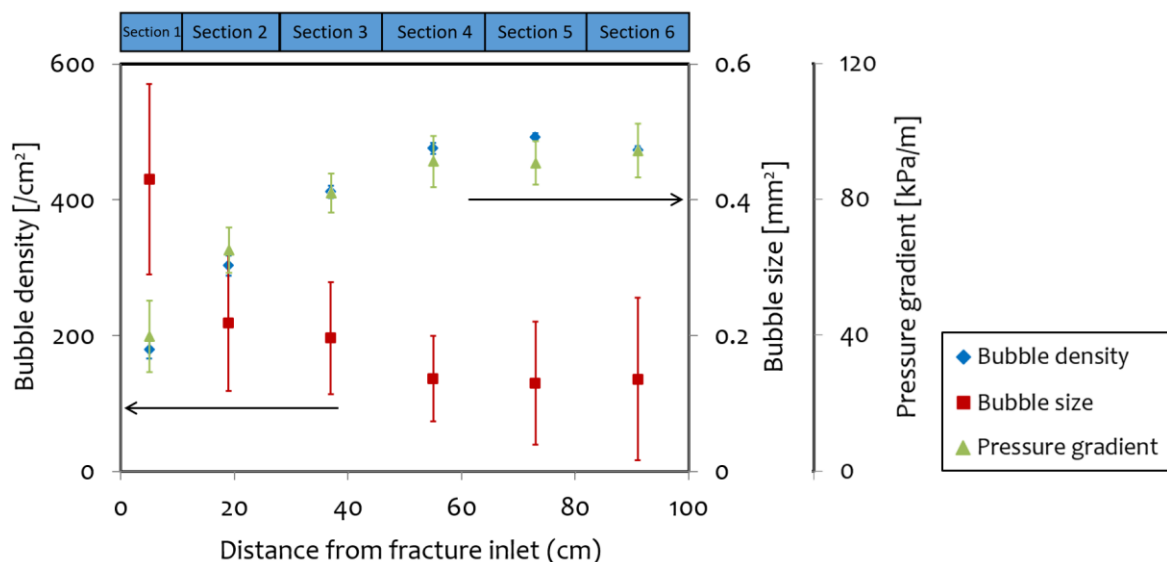 Section 1 Section 2 Section 3 Section 4 Section 5 Section 6
Bubble density [/cm²]
600
400
200
0
0 20 40 60 80 100
Distance from fracture inlet (cm)
0.6
0.4
0.2
0
Bubble size [mm²]
120
80
40
0
Pressure gradient [kPa/m]
Bubble density
Bubble size
Pressure gradient